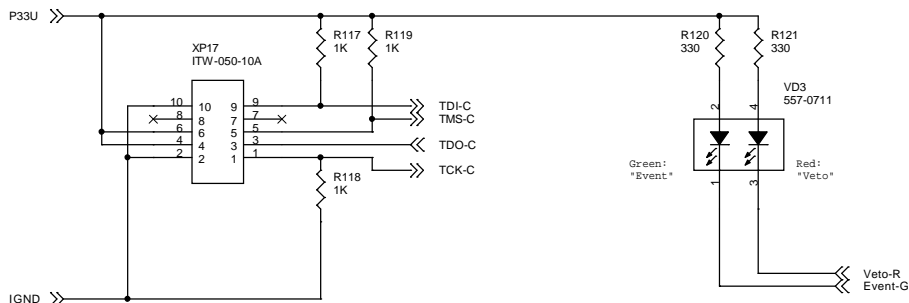 P33U
R117
1K
R119
1K
R120
330
R121
330
XP17
ITW-050-10A
VD3
557-0711
10 10 9 9
8 8 7 7
6 6 5 5
4 4 3 3
2 2 1 1
TDI-C
TMS-C
TDO-C
TCK-C
2 4
Green:
"Event"
Red:
"Veto"
1 3
R118
1K
Veto-R
Event-G
IGND